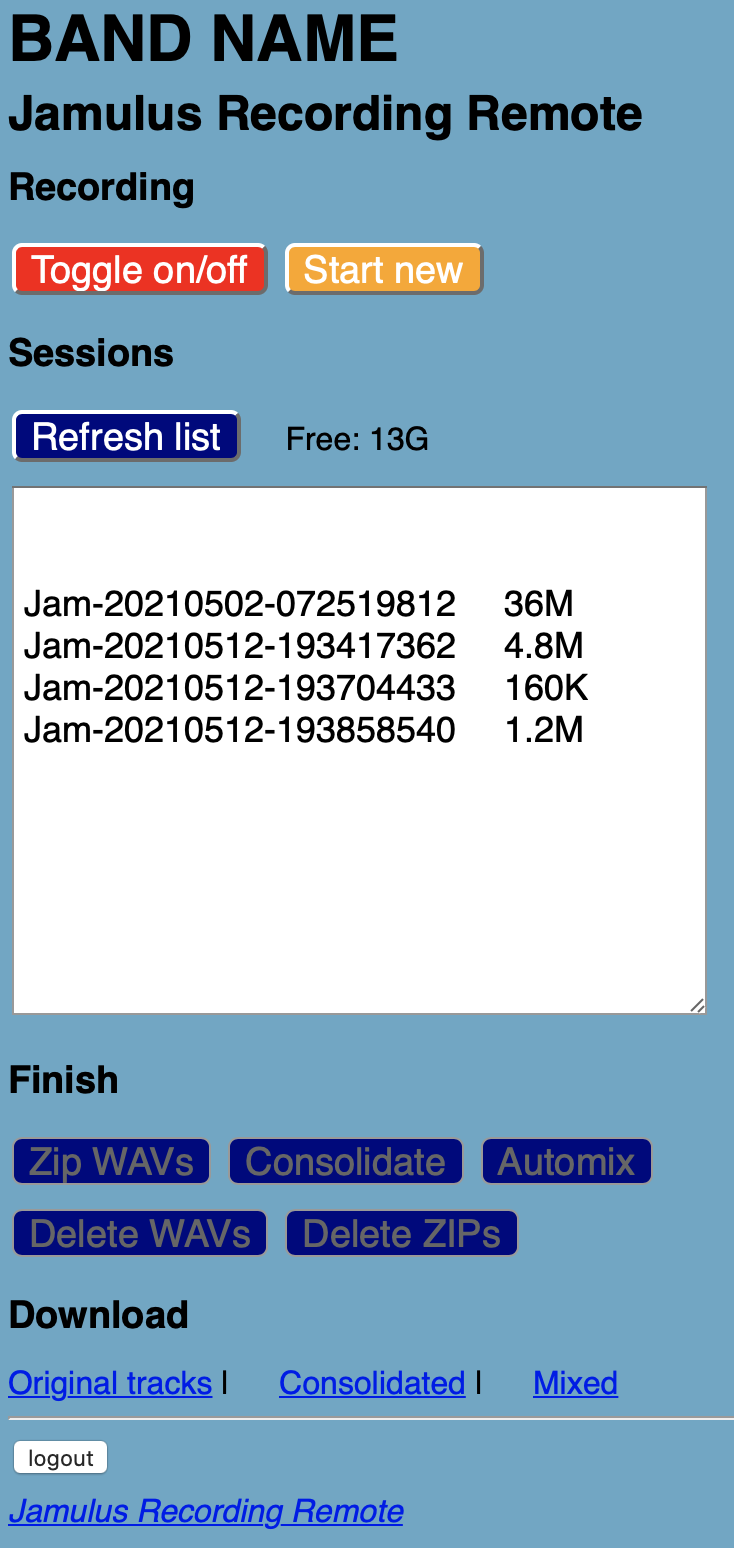 BAND NAME
Jamulus Recording Remote
Recording
Toggle on/off Start new
Sessions
Refresh list Free: 13G
Jam-20210502-072519812 36M
Jam-20210512-193417362 4.8M
Jam-20210512-193704433 160K
Jam-20210512-193858540 1.2M
Finish
Zip WAVs Consolidate Automix
Delete WAVs Delete ZIPs
Download
Original tracks | Consolidated | Mixed
logout
Jamulus Recording Remote